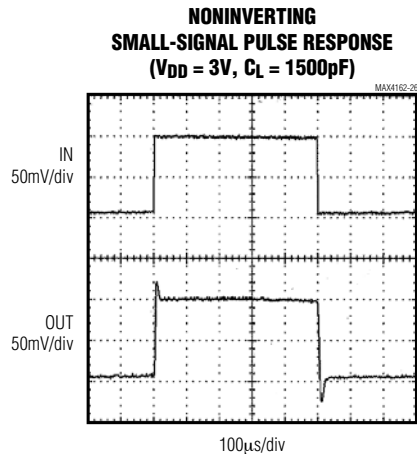 NONINVERTING
SMALL-SIGNAL PULSE RESPONSE
(VDD = 3V, CL = 1500pF)
MAX4162-26
IN
50mV/div
OUT
50mV/div
100µs/div